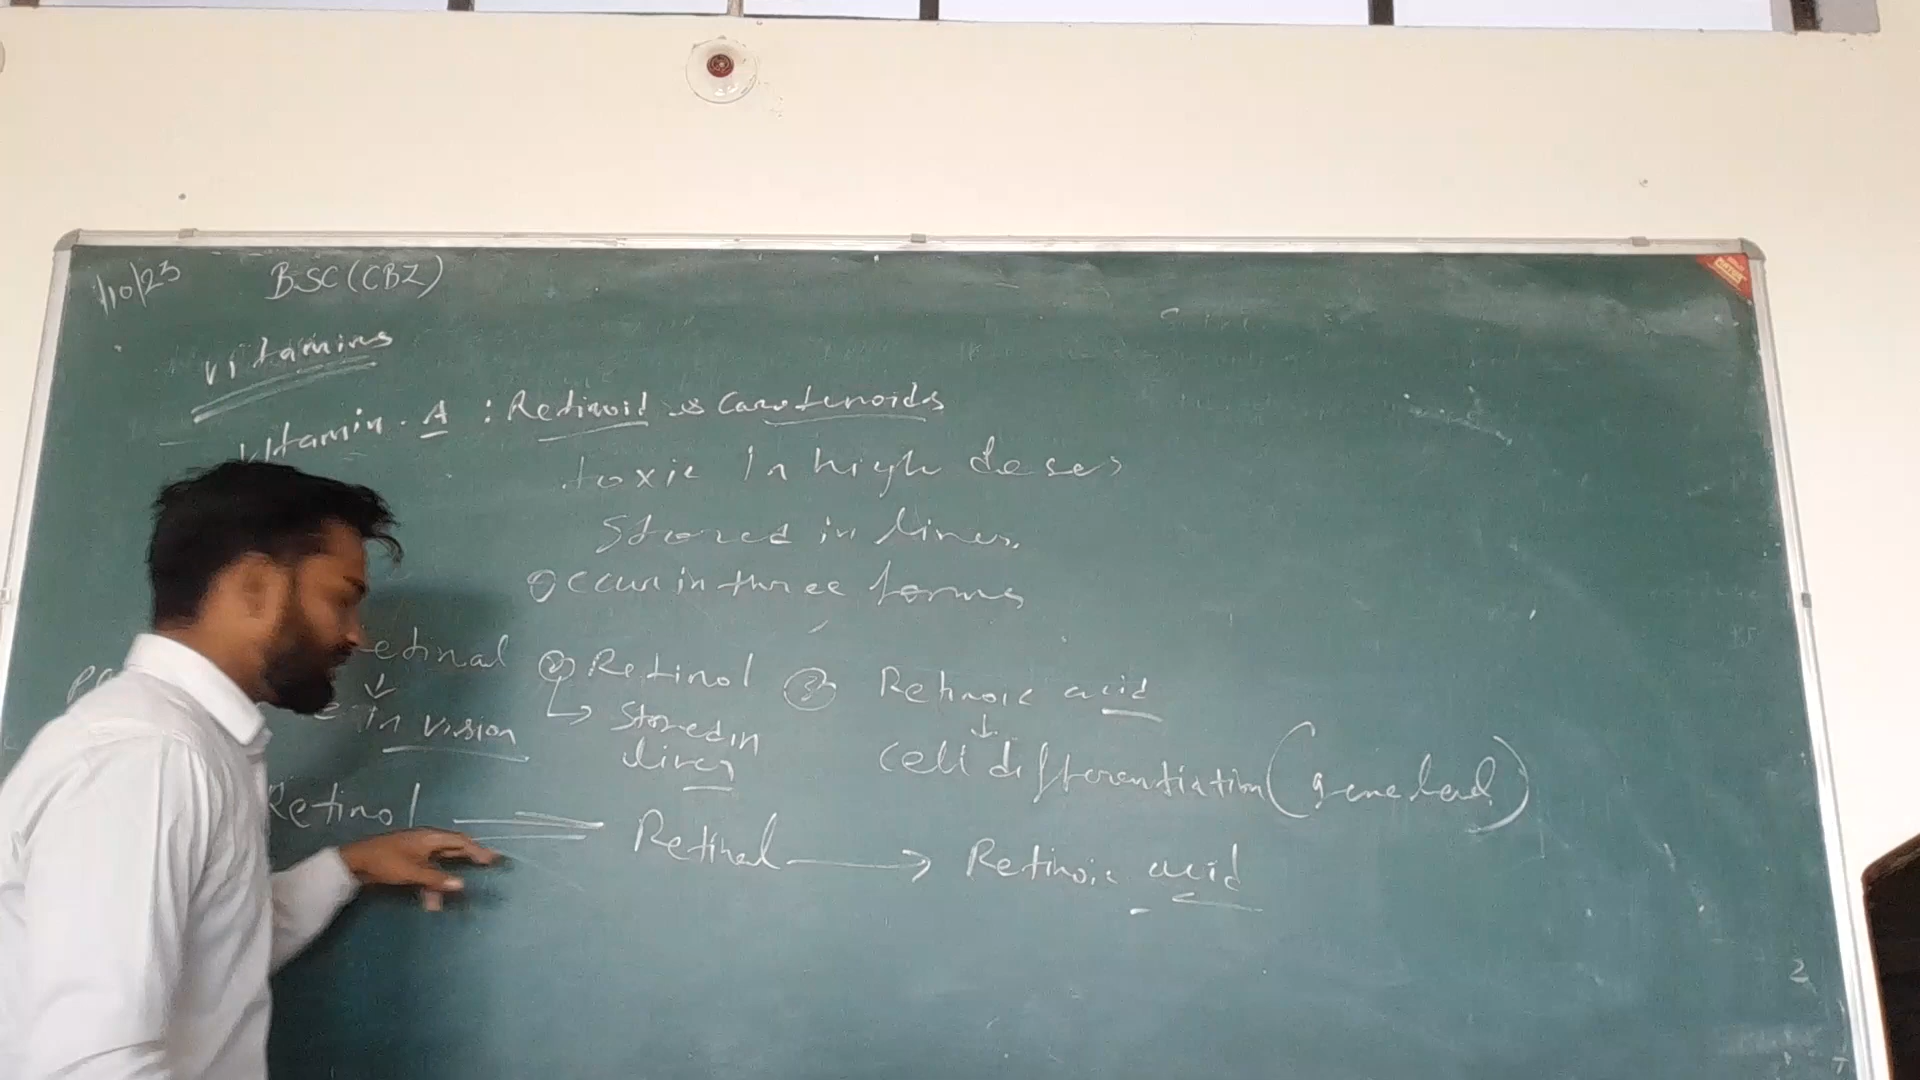 1/10/23 BSC (CBZ)
Vitamins
Vitamin. A : Retinoid & Carotenoids
toxic In high doses
Stored in liver.
Occur in three forms
etinal ② Retinol ③ Retinoic acid
in vision Stored in cell differentiation (gene level)
liver
Retinol Retinal Retinoic acid
2